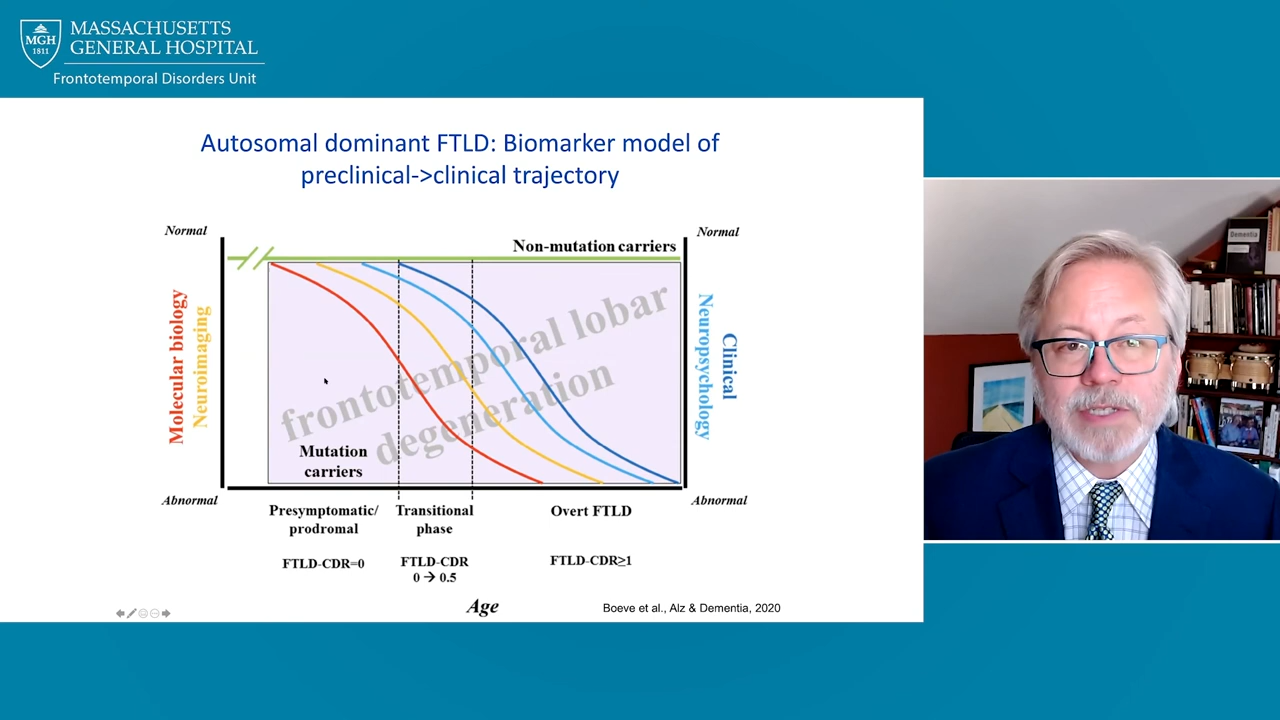 MASSACHUSETTS
GENERAL HOSPITAL
MGH
1811
Frontotemporal Disorders Unit
Autosomal dominant FTLD: Biomarker model of
preclinical->clinical trajectory
Normal
Normal
Non-mutation carriers
Molecular biology
Neuroimaging
frontotemporal lobar
degeneration
Clinical
Neuropsychology
Mutation
carriers
Abnormal
Abnormal
Presymptomatic/
prodromal
Transitional
phase
Overt FTLD
FTLD-CDR=0
FTLD-CDR
0 → 0.5
FTLD-CDR≥1
Age
Boeve et al., Alz & Dementia, 2020
Dementia